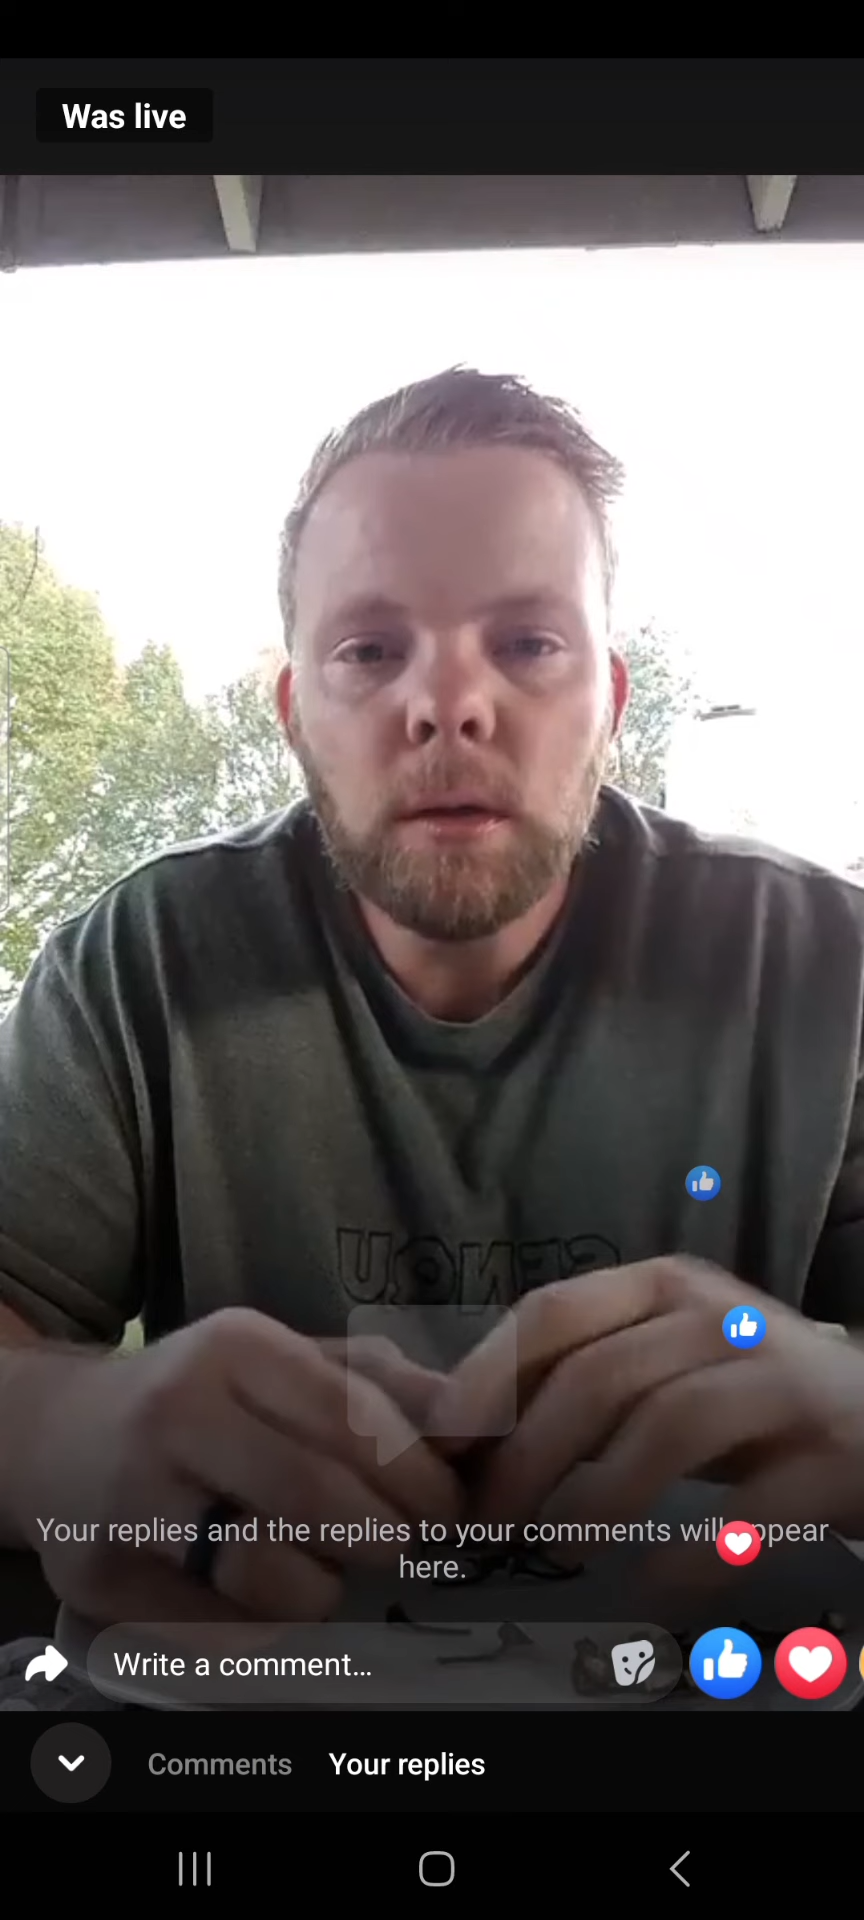 Was live
Your replies and the replies to your comments will appear
here.
Write a comment...
Comments
Your replies